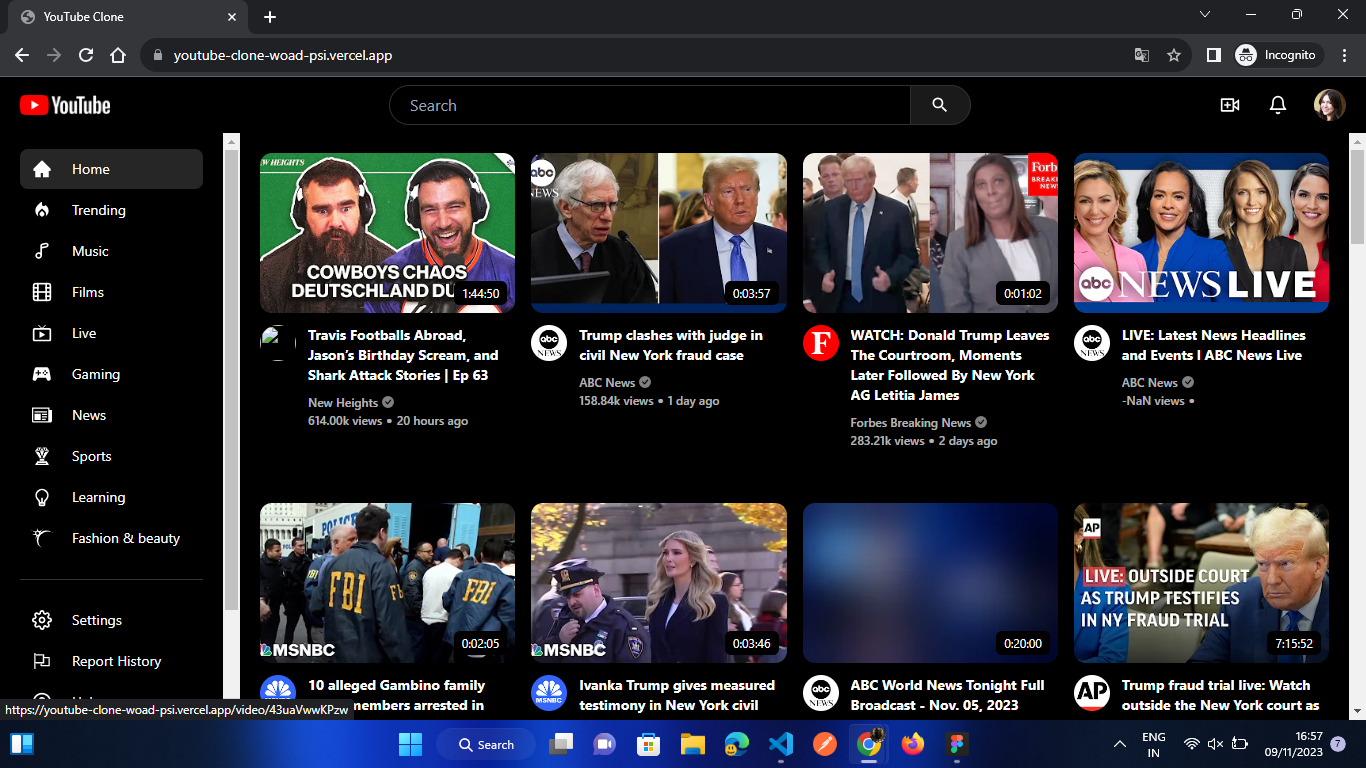 YouTube Clone
youtube-clone-woad-psi.vercel.app
Incognito
YouTube
Search
Home
Trending
Music
Films
Live
Gaming
News
Sports
Learning
Fashion & beauty
Settings
Report History
HEIGHTS
COWBOYS CHAOS
1:44:50
Travis Footballs Abroad,
Jason's Birthday Scream, and
Shark Attack Stories | Ep 63
New Heights
614.00k views • 20 hours ago
abc
NEWS
0:03:57
abc
NEWS
Trump clashes with judge in
civil New York fraud case
ABC News
158.84k views • 1 day ago
Forb
BREAKI
NEW
0:01:02
F
WATCH: Donald Trump Leaves
The Courtroom, Moments
Later Followed By New York
AG Letitia James
Forbes Breaking News
283.21k views • 2 days ago
abc NEWS LIVE
abc
NEWS
LIVE: Latest News Headlines
and Events l ABC News Live
ABC News
-NaN views •
POLICE
FBI
FBI
MSNBC
0:02:05
10 alleged Gambino family
members arrested in
MSNBC
0:03:46
MSNBC
Ivanka Trump gives measured
testimony in New York civil
0:20:00
abc
NEWS
ABC World News Tonight Full
Broadcast - Nov. 05, 2023
AP
LIVE: OUTSIDE COURT
AS TRUMP TESTIFIES
IN NY FRAUD TRIAL
7:15:52
AP
Trump fraud trial live: Watch
outside the New York court as
https://youtube-clone-woad-psi.vercel.app/video/43uaVwwKPzw
Search
ENG
IN
16:57
09/11/2023
7